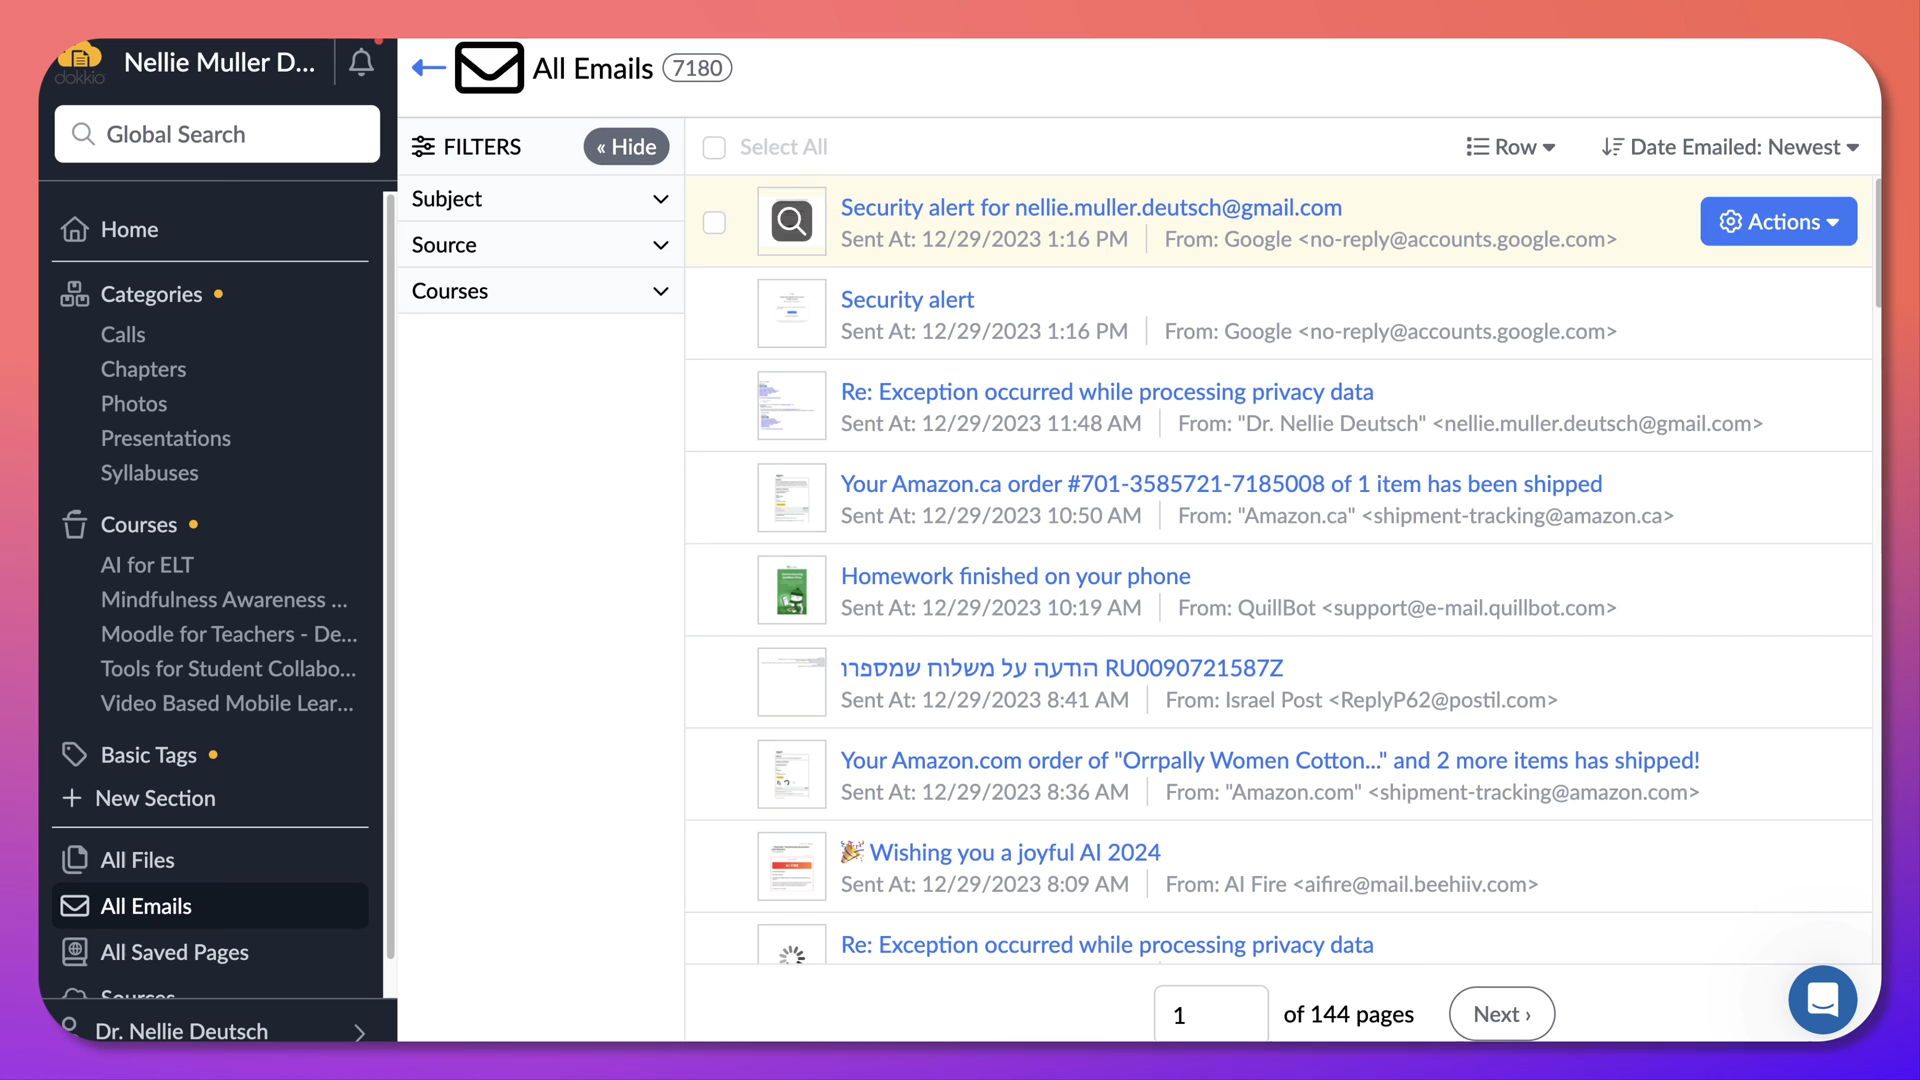 dokkio
Nellie Muller D...
Global Search
Home
Categories
Calls
Chapters
Photos
Presentations
Syllabuses
Courses
AI for ELT
Mindfulness Awareness ...
Moodle for Teachers - De...
Tools for Student Collabo...
Video Based Mobile Lear...
Basic Tags
New Section
All Files
All Emails
All Saved Pages
Sources
Dr. Nellie Deutsch
All Emails 7180
FILTERS « Hide
Subject
Source
Courses
Select All Row Date Emailed: Newest
Security alert for nellie.muller.deutsch@gmail.com
Sent At: 12/29/2023 1:16 PM From: Google <no-reply@accounts.google.com>
Actions
Security alert
Sent At: 12/29/2023 1:16 PM From: Google <no-reply@accounts.google.com>
Re: Exception occurred while processing privacy data
Sent At: 12/29/2023 11:48 AM From: "Dr. Nellie Deutsch" <nellie.muller.deutsch@gmail.com>
Your Amazon.ca order #701-3585721-7185008 of 1 item has been shipped
Sent At: 12/29/2023 10:50 AM From: "Amazon.ca" <shipment-tracking@amazon.ca>
Homework finished on your phone
Sent At: 12/29/2023 10:19 AM From: QuillBot <support@e-mail.quillbot.com>
הודעה על משלוח שמספרו RU0090721587Z
Sent At: 12/29/2023 8:41 AM From: Israel Post <ReplyP62@postil.com>
Your Amazon.com order of "Orrpally Women Cotton..." and 2 more items has shipped!
Sent At: 12/29/2023 8:36 AM From: "Amazon.com" <shipment-tracking@amazon.com>
🎉 Wishing you a joyful AI 2024
Sent At: 12/29/2023 8:09 AM From: AI Fire <aifire@mail.beehiiv.com>
Re: Exception occurred while processing privacy data
1 of 144 pages Next ›